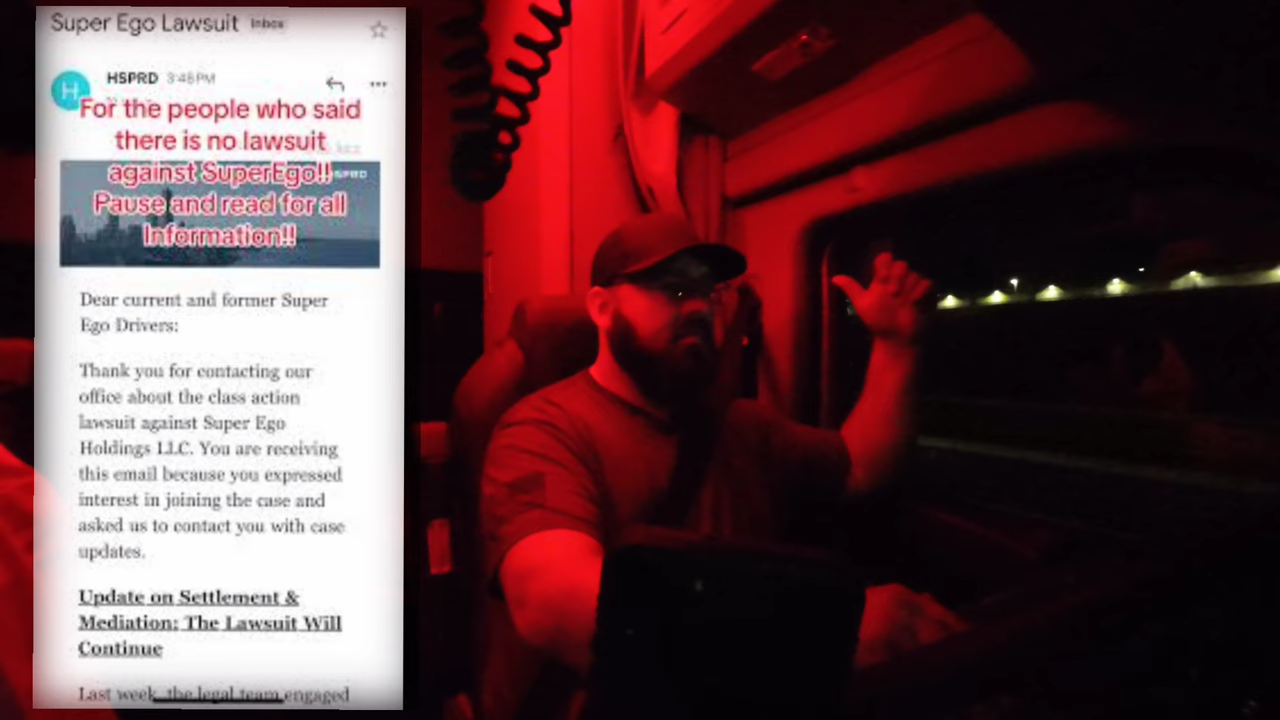 Super Ego Lawsuit Inbox
H
HSPRD 3:48PM
For the people who said
there is no lawsuit
against SuperEgo!!
Pause and read for all
Information!!
Dear current and former Super
Ego Drivers:
Thank you for contacting our
office about the class action
lawsuit against Super Ego
Holdings LLC. You are receiving
this email because you expressed
interest in joining the case and
asked us to contact you with case
updates.
Update on Settlement &
Mediation: The Lawsuit Will
Continue
Last week, the legal team engaged